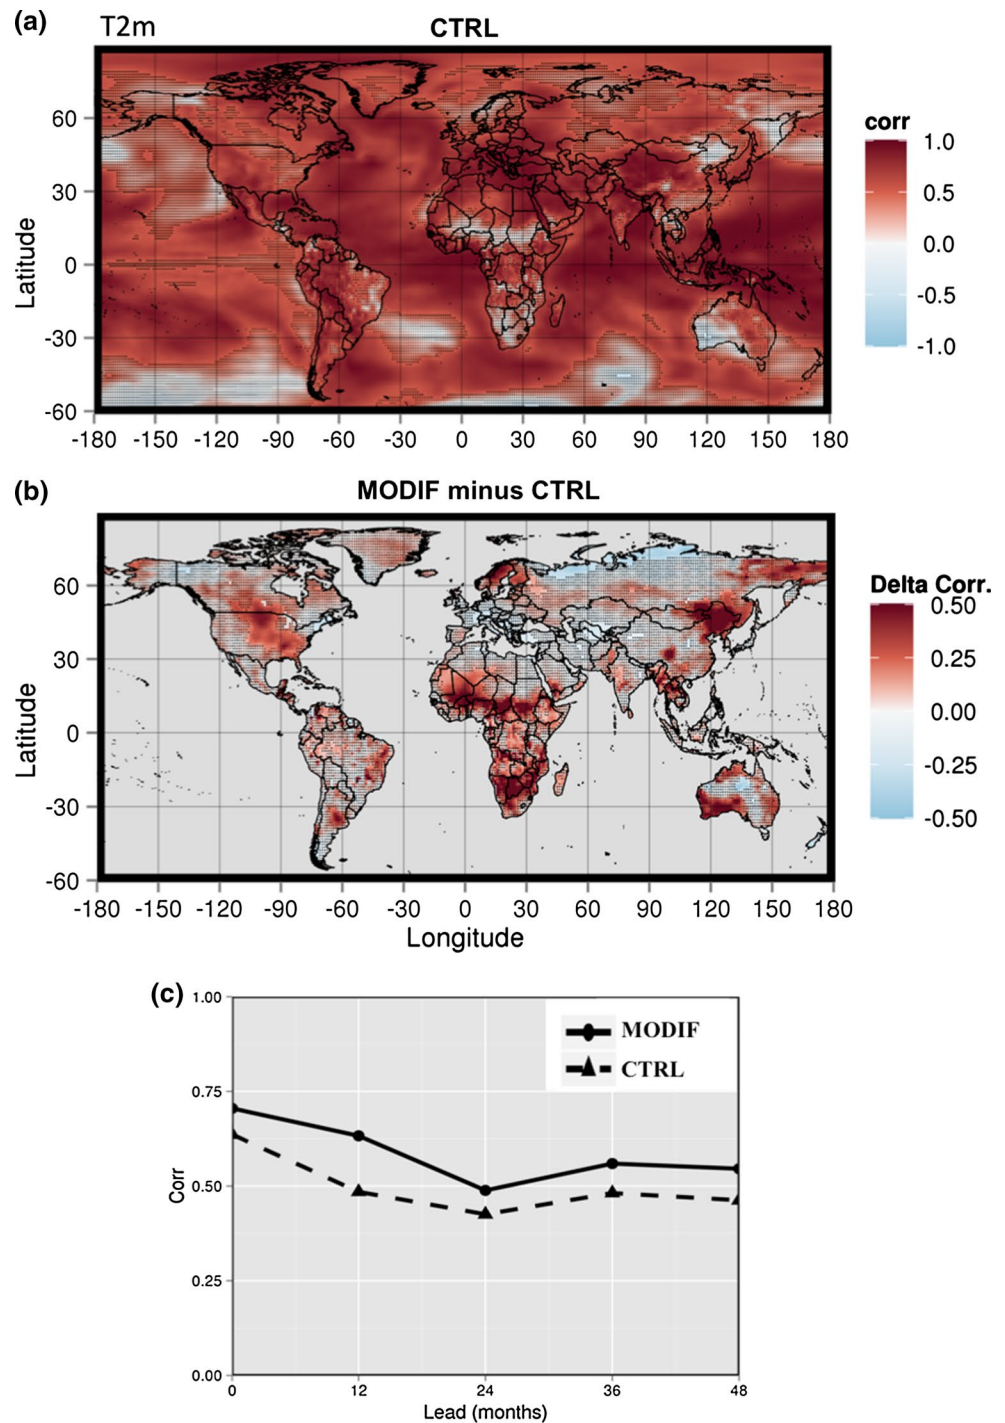 (a) T2m CTRL
60
30
0
-30
-60
Latitude
-180 -150 -120 -90 -60 -30 0 30 60 90 120 150 180
corr
1.0
0.5
0.0
-0.5
-1.0
(b) MODIF minus CTRL
60
30
0
-30
-60
Latitude
-180 -150 -120 -90 -60 -30 0 30 60 90 120 150 180
Longitude
Delta Corr.
0.50
0.25
0.00
-0.25
-0.50
(c)
1.00
0.75
0.50
0.25
0.00
Corr
MODIF
CTRL
0 12 24 36 48
Lead (months)